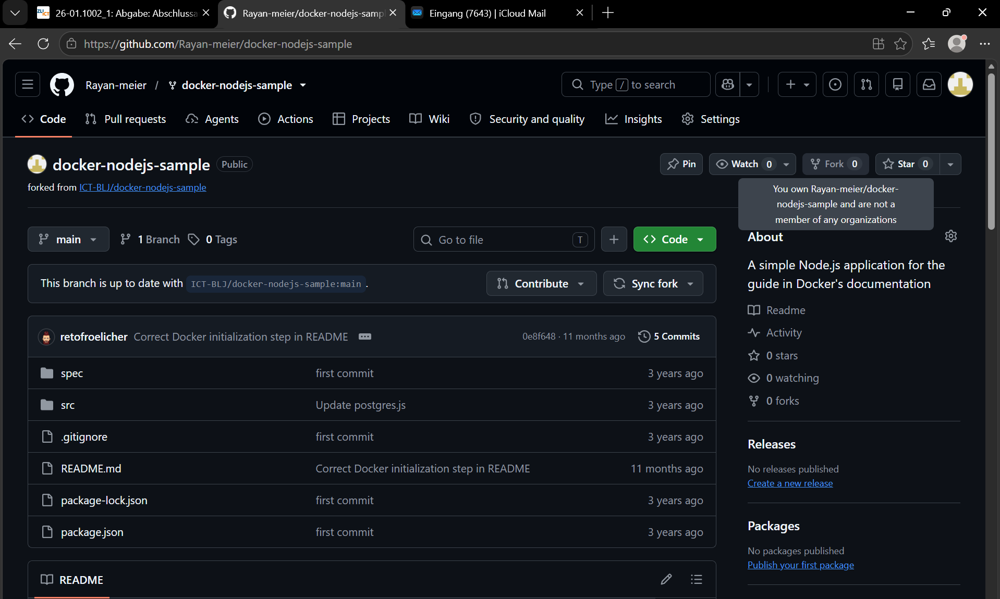 26-01.1002_1: Abgabe: Abschlussa
Rayan-meier/docker-nodejs-samp
Eingang (7643) | iCloud Mail
https://github.com/Rayan-meier/docker-nodejs-sample
Rayan-meier / docker-nodejs-sample
Type / to search
Code
Pull requests
Agents
Actions
Projects
Wiki
Security and quality
Insights
Settings
docker-nodejs-sample Public
Pin
Watch 0
Fork 0
Star 0
forked from ICT-BLJ/docker-nodejs-sample
You own Rayan-meier/docker-
nodejs-sample and are not a
member of any organizations
main
1 Branch
0 Tags
Go to file T
Code
This branch is up to date with ICT-BLJ/docker-nodejs-sample:main .
Contribute
Sync fork
retofroelicher Correct Docker initialization step in README
0e8f648 · 11 months ago
5 Commits
spec first commit 3 years ago
src Update postgres.js 3 years ago
.gitignore first commit 3 years ago
README.md Correct Docker initialization step in README 11 months ago
package-lock.json first commit 3 years ago
package.json first commit 3 years ago
README
About
A simple Node.js application for the
guide in Docker's documentation
Readme
Activity
0 stars
0 watching
0 forks
Releases
No releases published
Create a new release
Packages
No packages published
Publish your first package